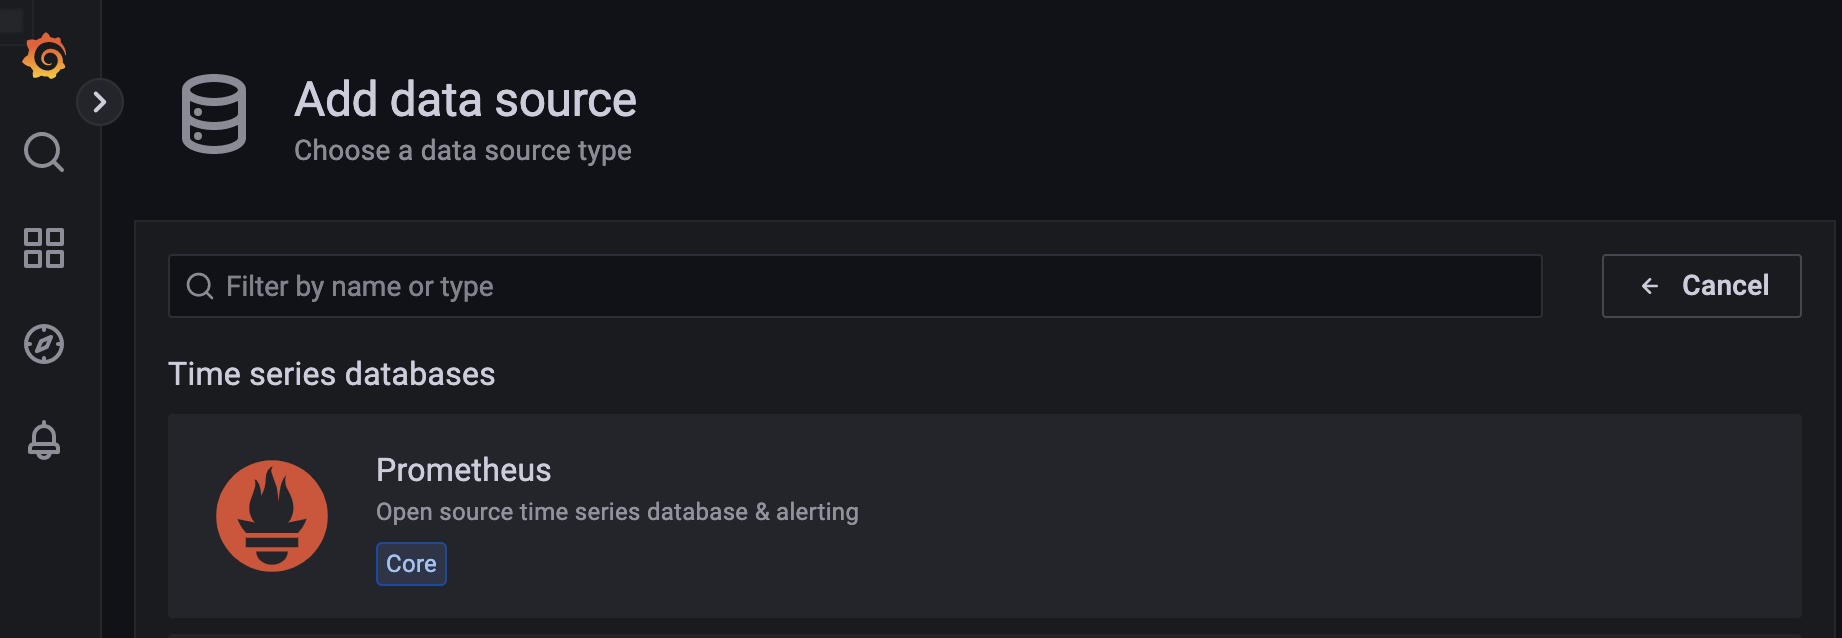 Add data source
Choose a data source type
Filter by name or type
Cancel
Time series databases
Prometheus
Open source time series database & alerting
Core